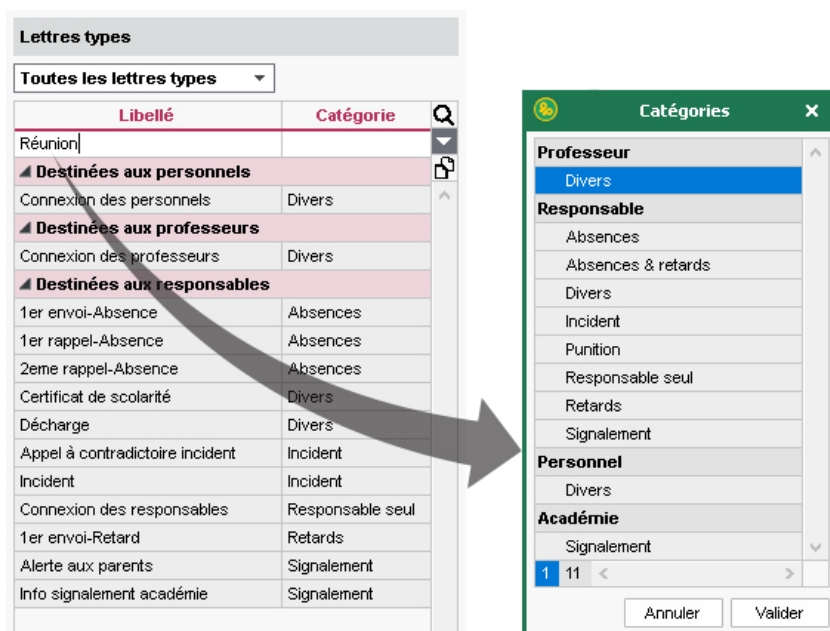 Lettres types
Toutes les lettres types
Libellé Catégorie
Réunion
Destinées aux personnels
Connexion des personnels Divers
Destinées aux professeurs
Connexion des professeurs Divers
Destinées aux responsables
1er envoi-Absence Absences
1er rappel-Absence Absences
2eme rappel-Absence Absences
Certificat de scolarité Divers
Décharge Divers
Appel à contradictoire incident Incident
Incident Incident
Connexion des responsables Responsable seul
1er envoi-Retard Retards
Alerte aux parents Signalement
Info signalement académie Signalement
Catégories
Professeur
Divers
Responsable
Absences
Absences & retards
Divers
Incident
Punition
Responsable seul
Retards
Signalement
Personnel
Divers
Académie
Signalement
1 11
Annuler Valider